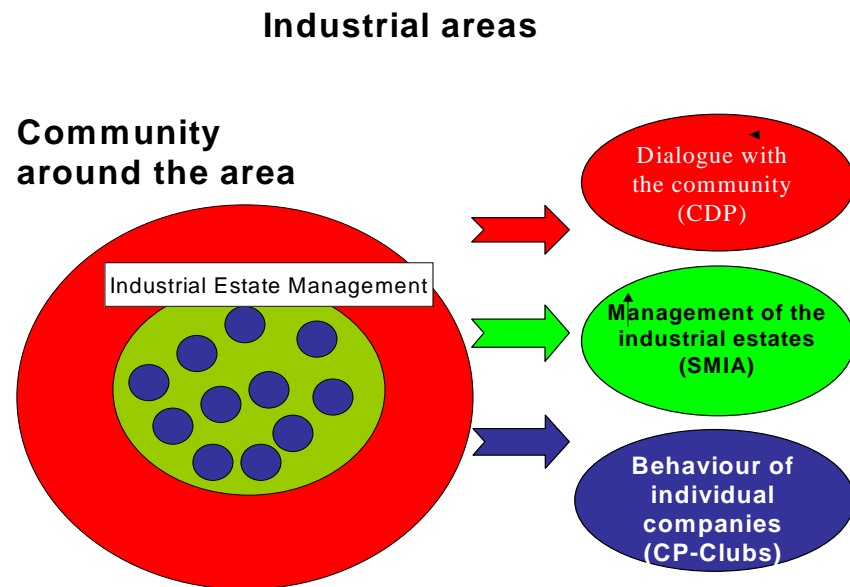 Industrial areas
Community
around the area
Industrial Estate Management
Dialogue with
the community
(CDP)
Management of the
industrial estates
(SMIA)
Behaviour of
individual
companies
(CP-Clubs)